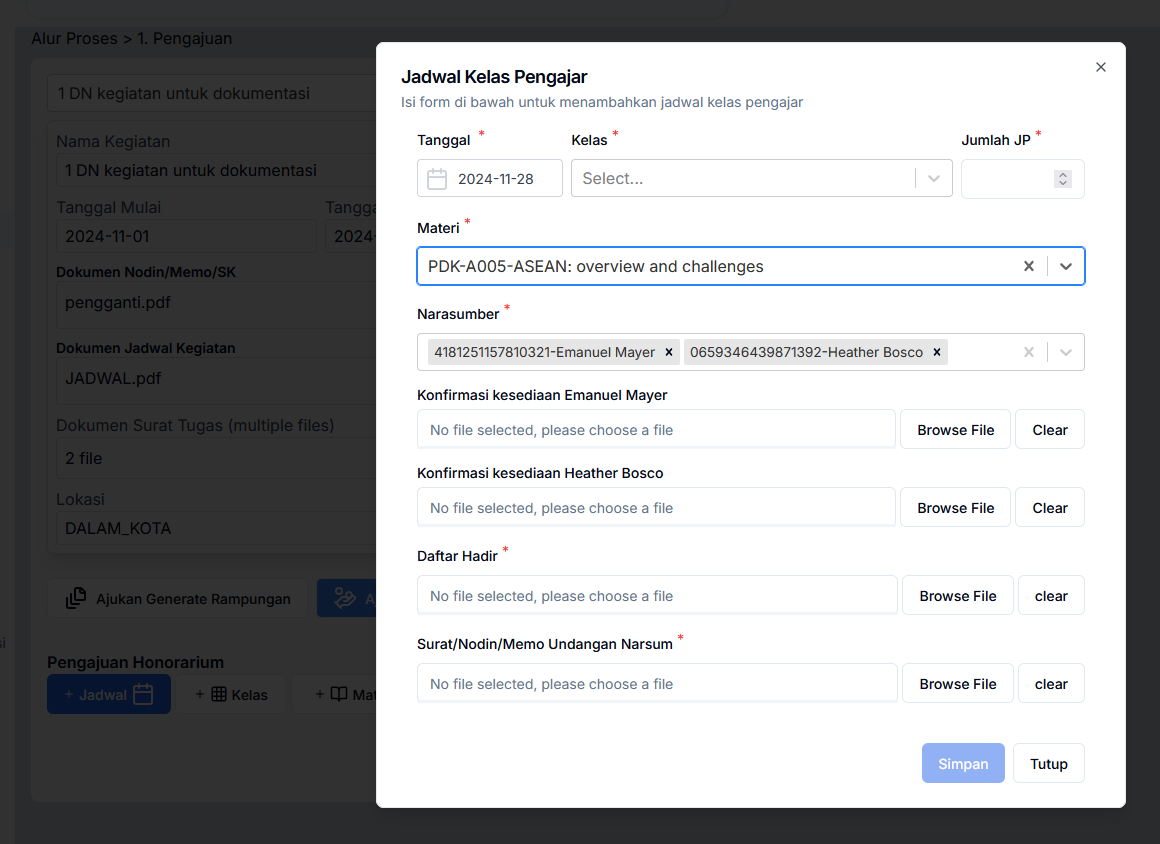 Alur Proses > 1. Pengajuan
1 DN kegiatan untuk dokumentasi
Nama Kegiatan
1 DN kegiatan untuk dokumentasi
Tanggal Mulai
2024-11-01
2024-
Dokumen Nodin/Memo/SK
pengganti.pdf
Dokumen Jadwal Kegiatan
JADWAL.pdf
Dokumen Surat Tugas (multiple files)
2 file
Lokasi
DALAM_KOTA
Ajukan Generate Rampungan
Pengajuan Honorarium
+ Jadwal
+ Kelas
+ Mat
Jadwal Kelas Pengajar
Isi form di bawah untuk menambahkan jadwal kelas pengajar
Tanggal * Kelas * Jumlah JP *
2024-11-28 Select...
Materi *
PDK-A005-ASEAN: overview and challenges
Narasumber *
4181251157810321-Emanuel Mayer 0659346439871392-Heather Bosco
Konfirmasi kesediaan Emanuel Mayer
No file selected, please choose a file Browse File Clear
Konfirmasi kesediaan Heather Bosco
No file selected, please choose a file Browse File Clear
Daftar Hadir *
No file selected, please choose a file Browse File clear
Surat/Nodin/Memo Undangan Narsum *
No file selected, please choose a file Browse File clear
Simpan Tutup